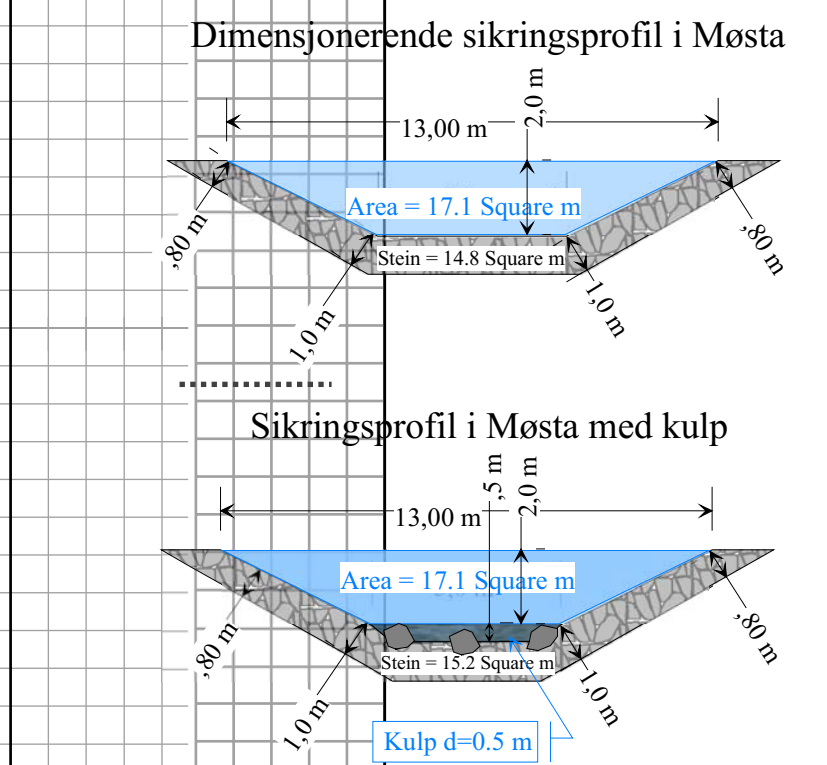 Dimensjonerende sikringsprofil i Møsta
2,0 m
13,00 m
Area = 17.1 Square m
,80 m
,80 m
Stein = 14.8 Square m
1,0 m
1,0 m
Sikringsprofil i Møsta med kulp
,5 m
2,0 m
13,00 m
Area = 17.1 Square m
,80 m
,80 m
Stein = 15.2 Square m
1,0 m
1,0 m
Kulp d=0.5 m